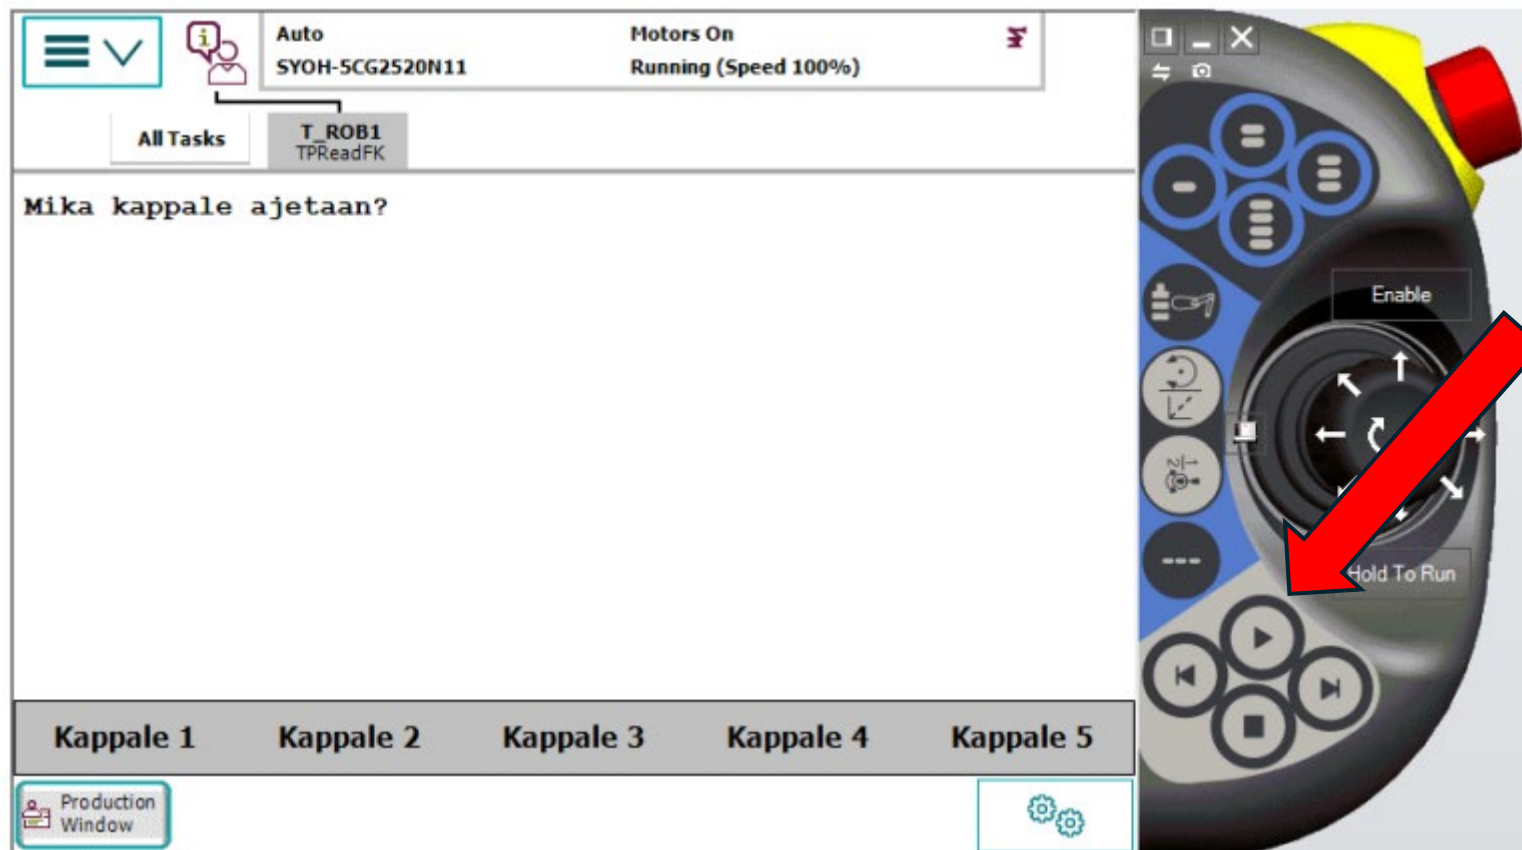 Auto
SYOH-5CG2520N11
Motors On
Running (Speed 100%)
All Tasks
T_ROB1
TPReadFK
Mika kappale ajetaan?
Enable
Hold To Run
Kappale 1
Kappale 2
Kappale 3
Kappale 4
Kappale 5
Production
Window